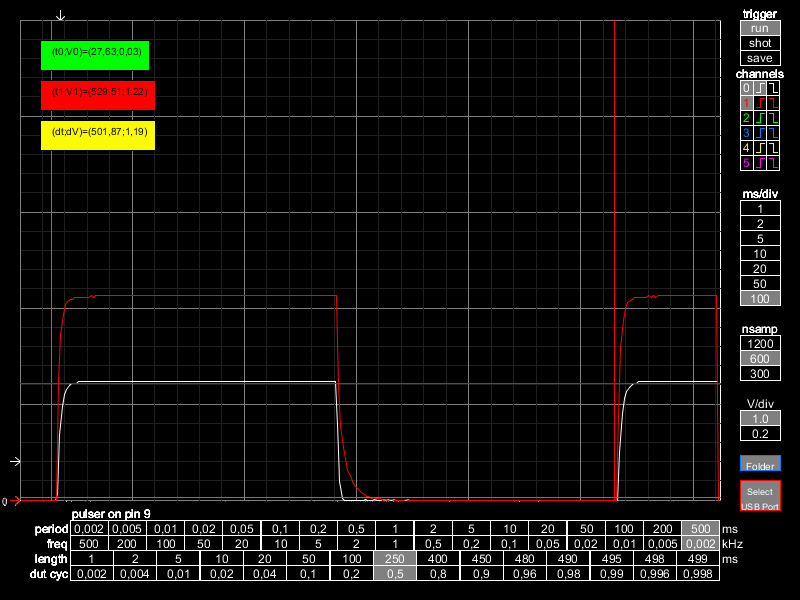 trigger
run
shot
save
channels
0
1
2
3
4
5
(t0;V0)=(27,63;0,03)
(t1;V1)=(529,51;1,22)
(dt;dV)=(501,87;1,19)
ms/div
1
2
5
10
20
50
100
nsamp
1200
600
300
V/div
1.0
0.2
Folder
Select
USB Port
0
pulser on pin 9
period 0,002 0,005 0,01 0,02 0,05 0,1 0,2 0,5 1 2 5 10 20 50 100 200 500 ms
freq 500 200 100 50 20 10 5 2 1 0,5 0,2 0,1 0,05 0,02 0,01 0,005 0,002 kHz
length 1 2 5 10 20 50 100 250 400 450 480 490 495 498 499 ms
dut cyc 0,002 0,004 0,01 0,02 0,04 0,1 0,2 0,5 0,8 0,9 0,96 0,98 0,99 0,996 0,998